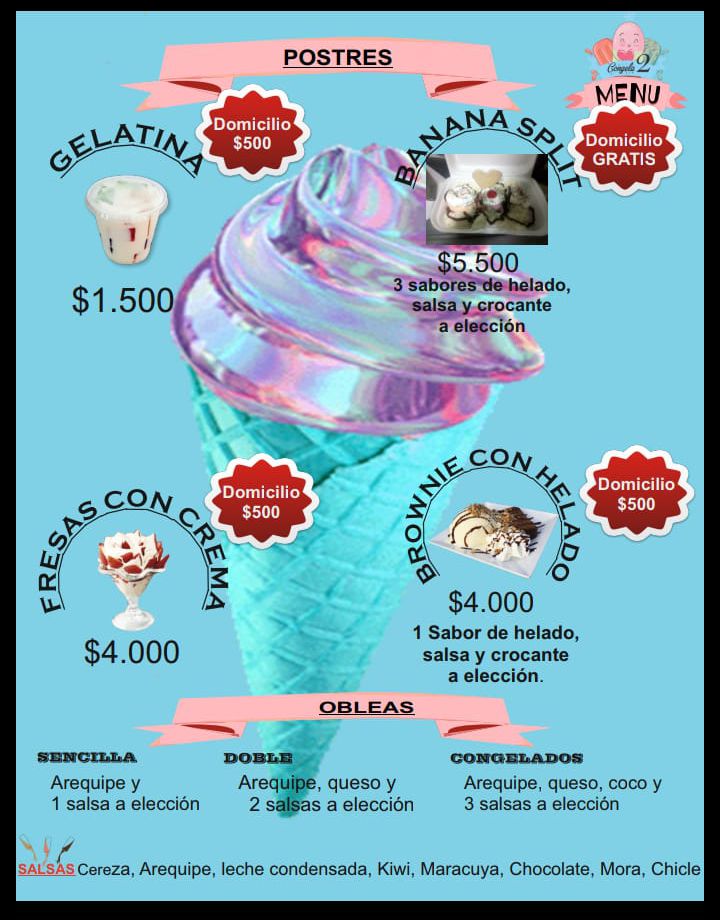 POSTRES
Congela 2
MENU
GELATINA
Domicilio
$500
$1.500
BANANA SPLIT
Domicilio
GRATIS
$5.500
3 sabores de helado,
salsa y crocante
a elección
FRESAS CON CREMA
Domicilio
$500
$4.000
BROWNIE CON HELADO
Domicilio
$500
$4.000
1 Sabor de helado,
salsa y crocante
a elección.
OBLEAS
SENCILLA
Arequipe y
1 salsa a elección
DOBLE
Arequipe, queso y
2 salsas a elección
CONGELADOS
Arequipe, queso, coco y
3 salsas a elección
SALSAS Cereza, Arequipe, leche condensada, Kiwi, Maracuya, Chocolate, Mora, Chicle